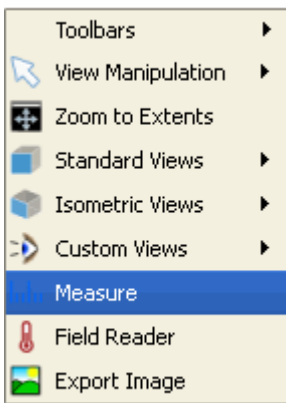 Toolbars
View Manipulation
Zoom to Extents
Standard Views
Isometric Views
Custom Views
Measure
Field Reader
Export Image